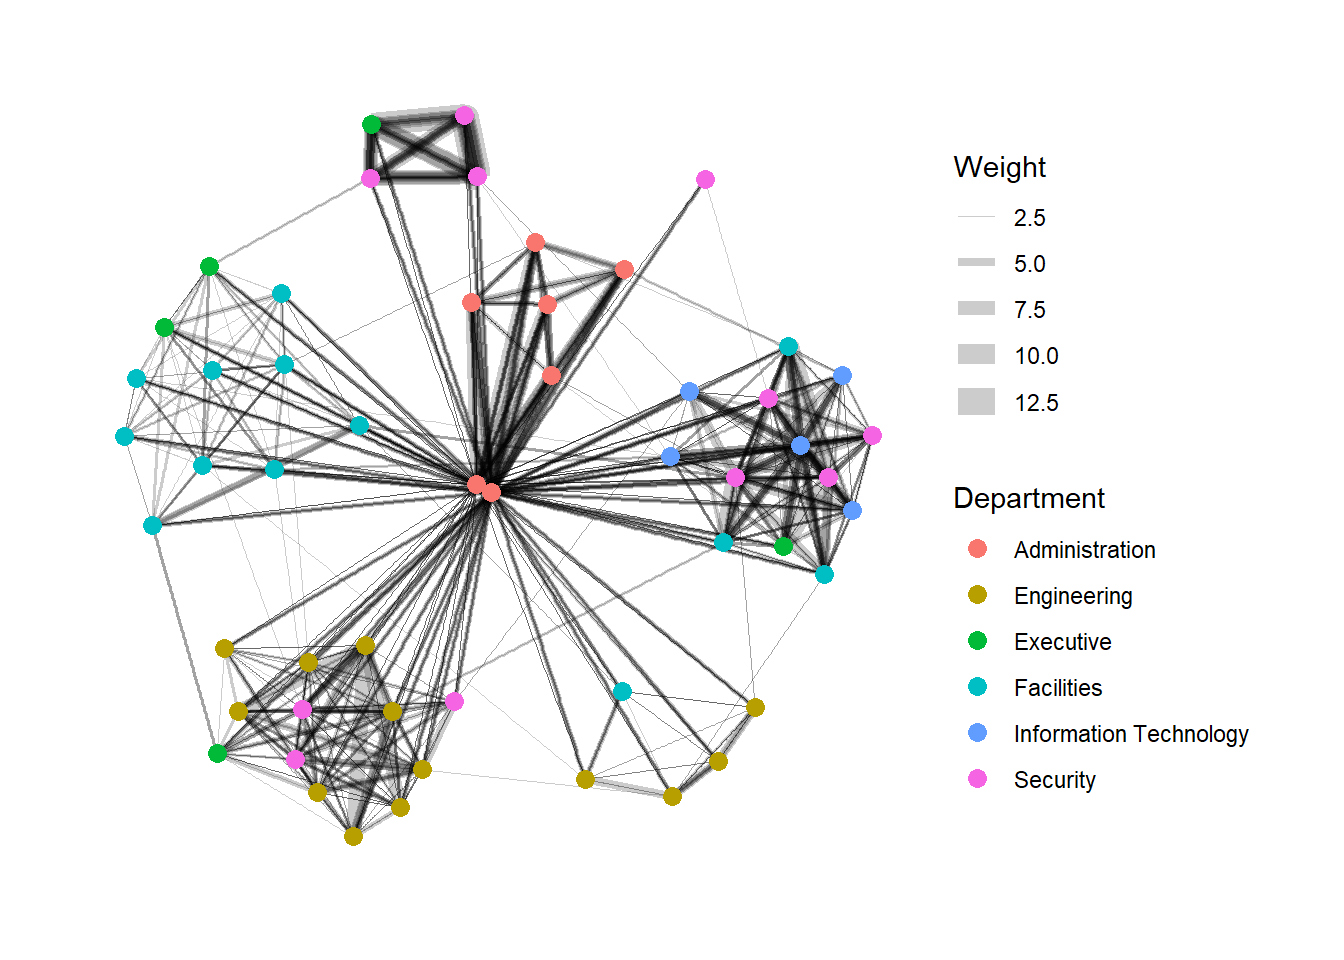 Weight
2.5
5.0
7.5
10.0
12.5
Department
Administration
Engineering
Executive
Facilities
Information Technology
Security